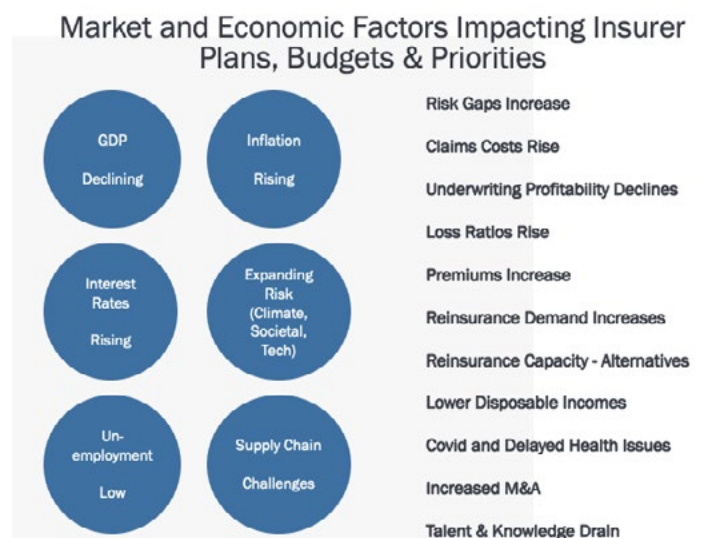 Market and Economic Factors Impacting Insurer
Plans, Budgets & Priorities
GDP
Declining
Inflation
Rising
Interest
Rates
Rising
Expanding
Risk
(Climate,
Societal,
Tech)
Un-
employment
Low
Supply Chain
Challenges
Risk Gaps Increase
Claims Costs Rise
Underwriting Profitability Declines
Loss Ratios Rise
Premiums Increase
Reinsurance Demand Increases
Reinsurance Capacity - Alternatives
Lower Disposable Incomes
Covid and Delayed Health Issues
Increased M&A
Talent & Knowledge Drain